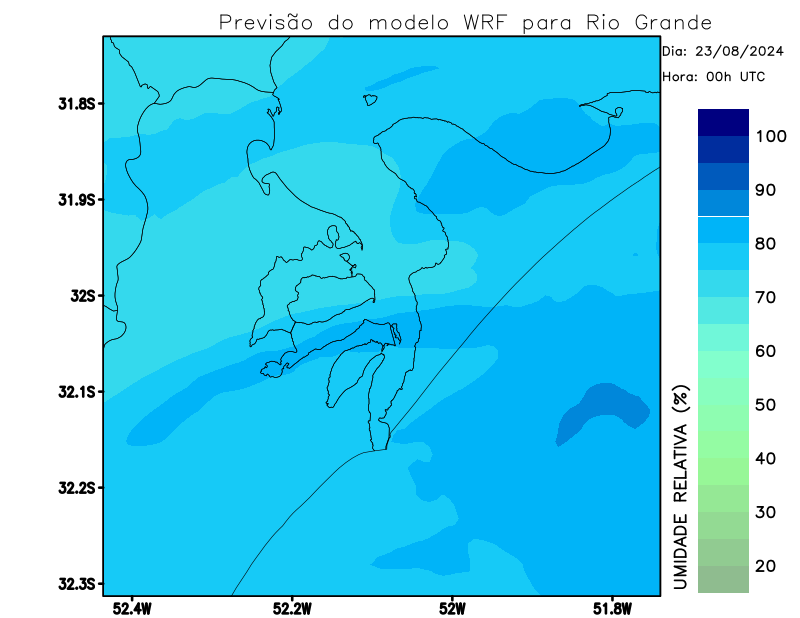 Previsão do modelo WRF para Rio Grande
Dia: 23/08/2024
Hora: 00h UTC
31.8S
31.9S
32S
32.1S
32.2S
32.3S
52.4W
52.2W
52W
51.8W
UMIDADE RELATIVA (%)
100
90
80
70
60
50
40
30
20